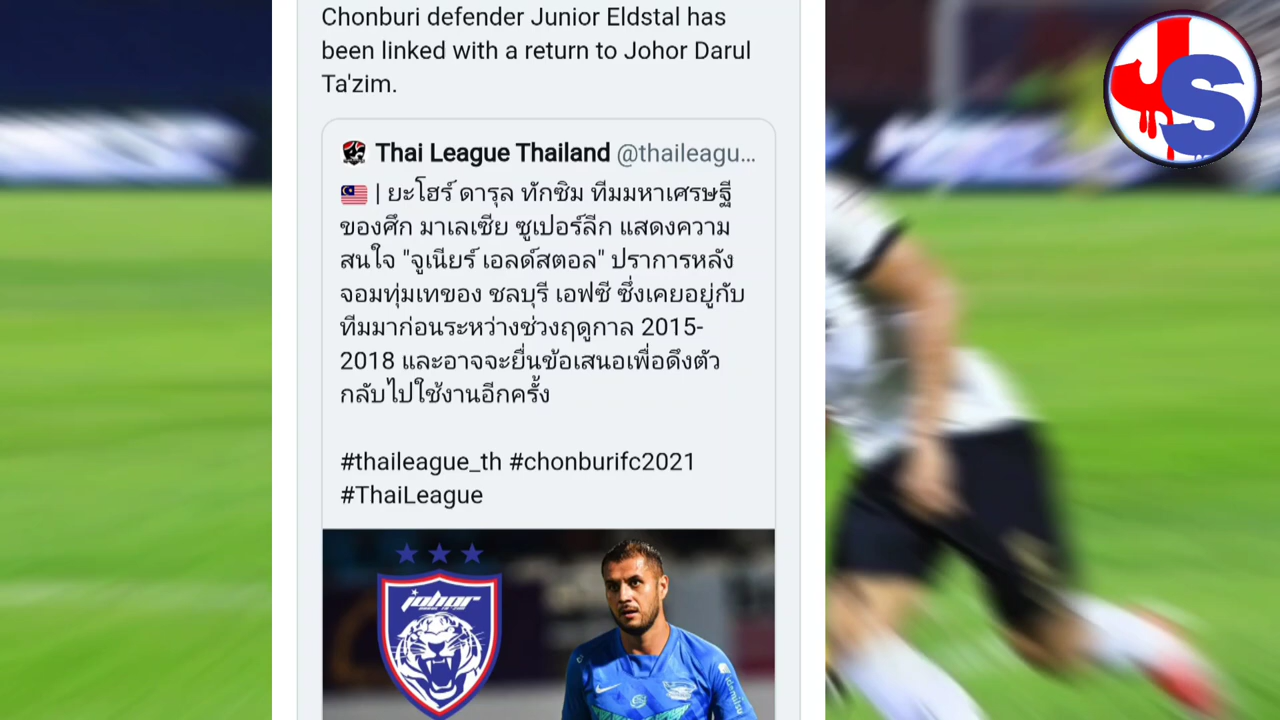 Chonburi defender Junior Eldstal has
been linked with a return to Johor Darul
Ta'zim.
Thai League Thailand @thaileagu...
| ยะโฮร์ ดารุล ทักซิม ทีมมหาเศรษฐี
ของศึก มาเลเซีย ซูเปอร์ลีก แสดงความ
สนใจ "จูเนียร์ เอลด์สตอล" ปราการหลัง
จอมทุ่มเทของ ชลบุรี เอฟซี ซึ่งเคยอยู่กับ
ทีมมาก่อนระหว่างช่วงฤดูกาล 2015-
2018 และอาจจะยื่นข้อเสนอเพื่อดึงตัว
กลับไปใช้งานอีกครั้ง
#thaileague_th #chonburifc2021
#ThaiLeague
johor
JS